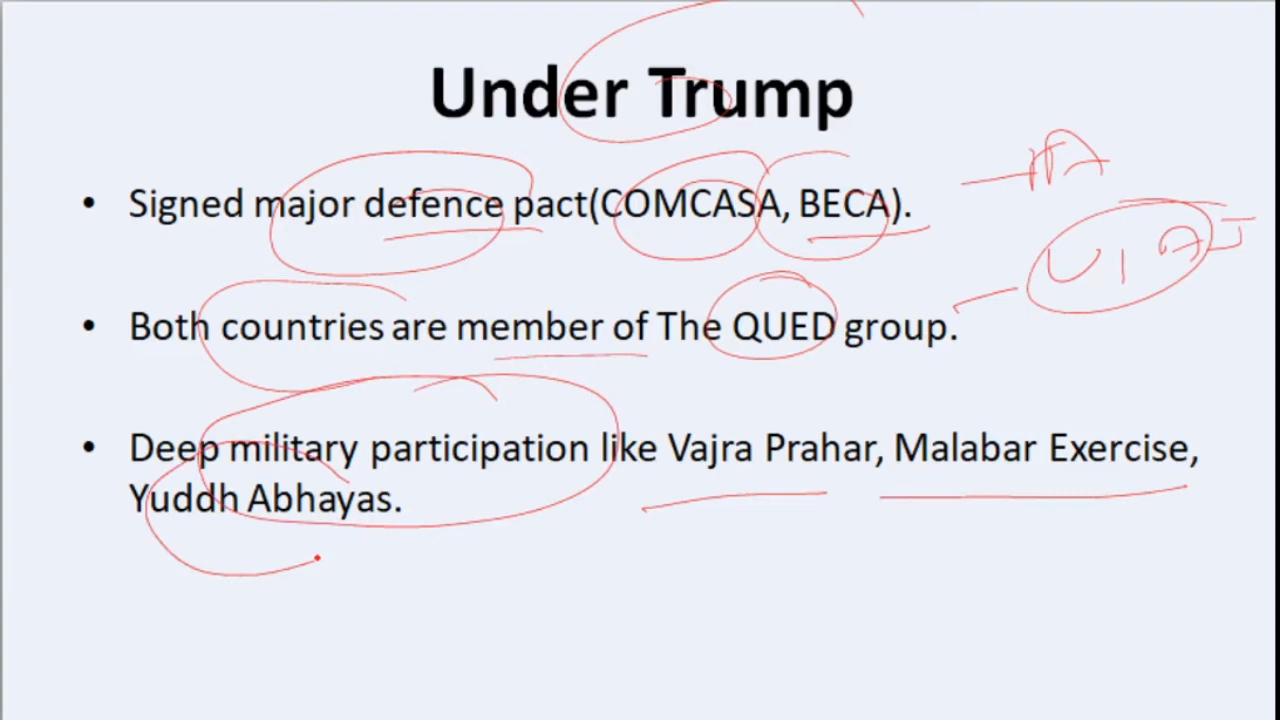 Under Trump
• Signed major defence pact(COMCASA, BECA).
• Both countries are member of The QUED group.
• Deep military participation like Vajra Prahar, Malabar Exercise,
Yuddh Abhayas.